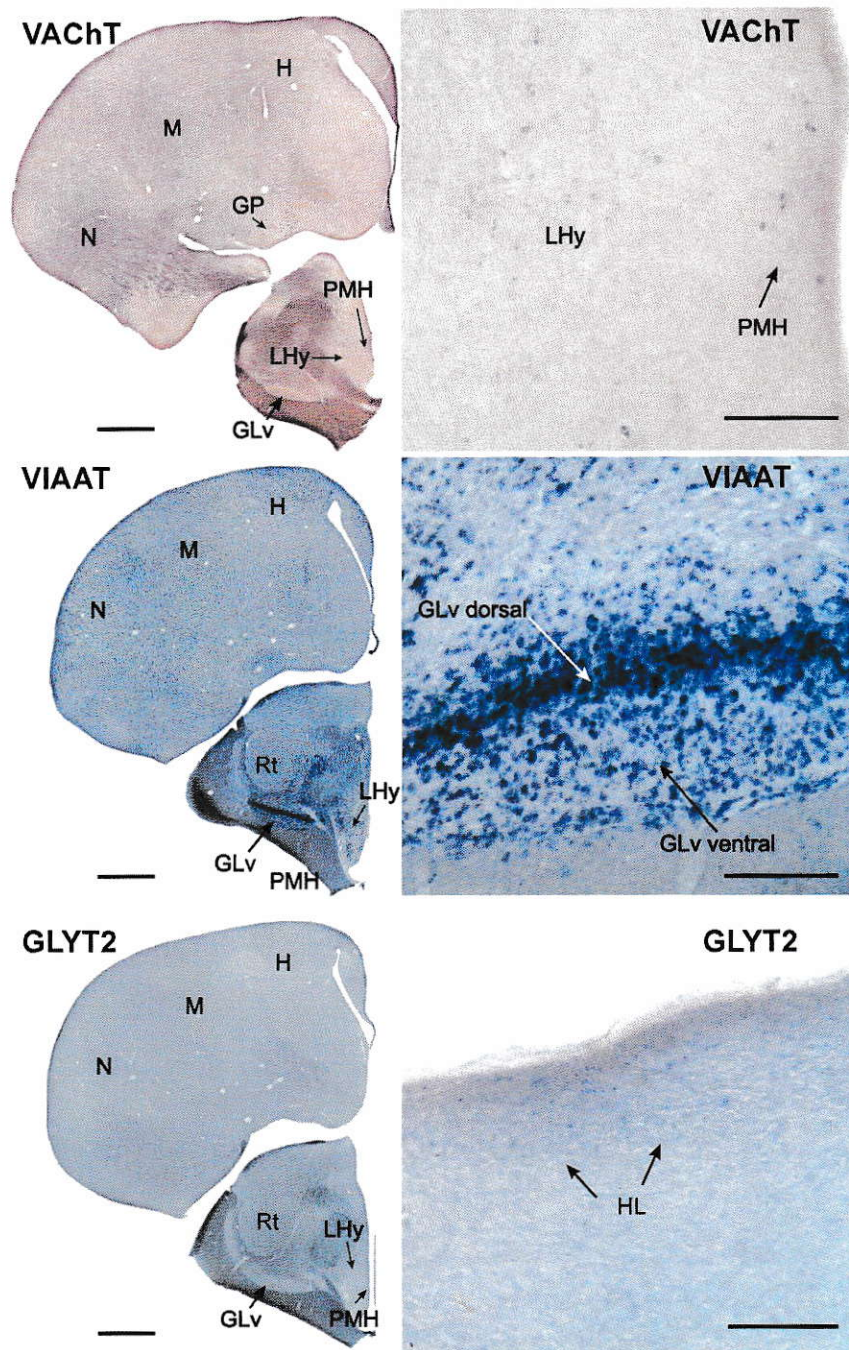 VAChT
H
M
GP
N
PMH
LHy
GLv
VAChT
LHy
PMH
VIAAT
H
M
N
Rt
LHy
GLv
PMH
VIAAT
GLv dorsal
GLv ventral
GLYT2
H
M
N
Rt
LHy
GLv
PMH
GLYT2
HL